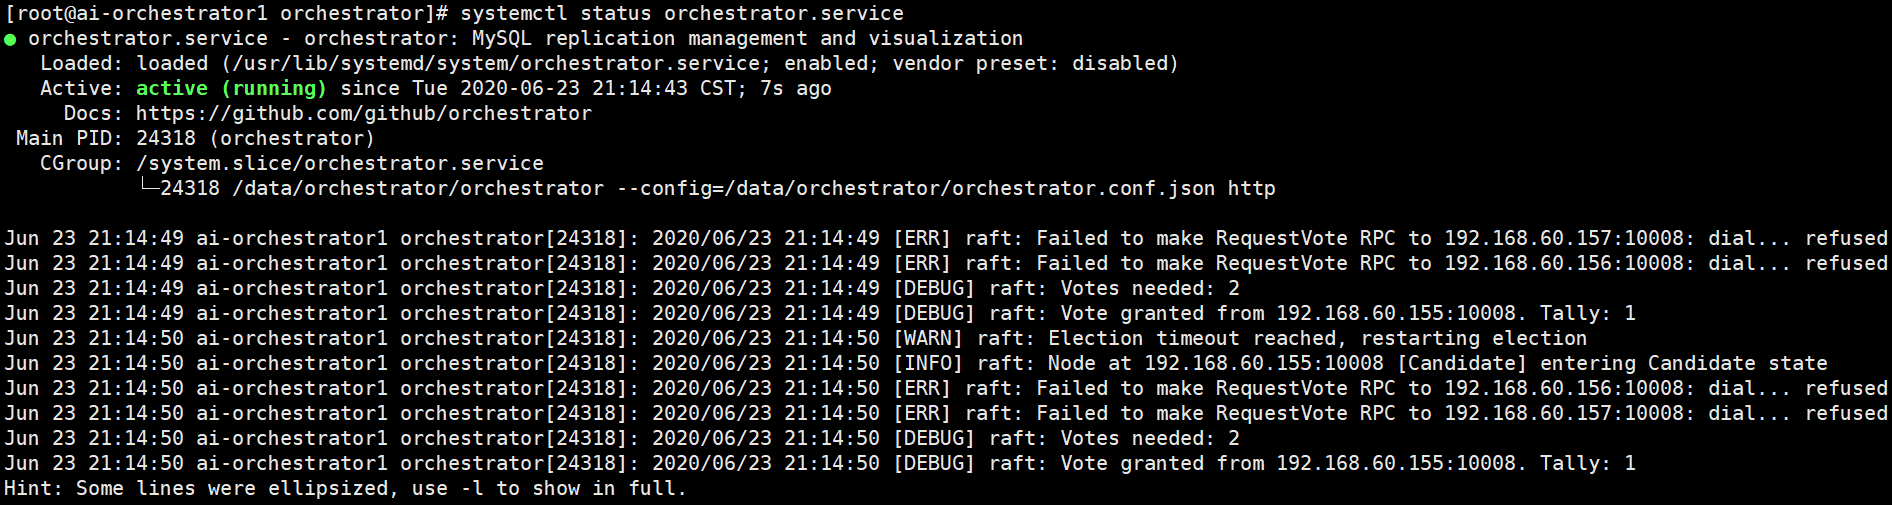 [root@ai-orchestrator1 orchestrator]# systemctl status orchestrator.service
● orchestrator.service - orchestrator: MySQL replication management and visualization
   Loaded: loaded (/usr/lib/systemd/system/orchestrator.service; enabled; vendor preset: disabled)
   Active: active (running) since Tue 2020-06-23 21:14:43 CST; 7s ago
     Docs: https://github.com/github/orchestrator
 Main PID: 24318 (orchestrator)
   CGroup: /system.slice/orchestrator.service
           └─24318 /data/orchestrator/orchestrator --config=/data/orchestrator/orchestrator.conf.json http

Jun 23 21:14:49 ai-orchestrator1 orchestrator[24318]: 2020/06/23 21:14:49 [ERR] raft: Failed to make RequestVote RPC to 192.168.60.157:10008: dial... refused
Jun 23 21:14:49 ai-orchestrator1 orchestrator[24318]: 2020/06/23 21:14:49 [ERR] raft: Failed to make RequestVote RPC to 192.168.60.156:10008: dial... refused
Jun 23 21:14:49 ai-orchestrator1 orchestrator[24318]: 2020/06/23 21:14:49 [DEBUG] raft: Votes needed: 2
Jun 23 21:14:49 ai-orchestrator1 orchestrator[24318]: 2020/06/23 21:14:49 [DEBUG] raft: Vote granted from 192.168.60.155:10008. Tally: 1
Jun 23 21:14:50 ai-orchestrator1 orchestrator[24318]: 2020/06/23 21:14:50 [WARN] raft: Election timeout reached, restarting election
Jun 23 21:14:50 ai-orchestrator1 orchestrator[24318]: 2020/06/23 21:14:50 [INFO] raft: Node at 192.168.60.155:10008 [Candidate] entering Candidate state
Jun 23 21:14:50 ai-orchestrator1 orchestrator[24318]: 2020/06/23 21:14:50 [ERR] raft: Failed to make RequestVote RPC to 192.168.60.156:10008: dial... refused
Jun 23 21:14:50 ai-orchestrator1 orchestrator[24318]: 2020/06/23 21:14:50 [ERR] raft: Failed to make RequestVote RPC to 192.168.60.157:10008: dial... refused
Jun 23 21:14:50 ai-orchestrator1 orchestrator[24318]: 2020/06/23 21:14:50 [DEBUG] raft: Votes needed: 2
Jun 23 21:14:50 ai-orchestrator1 orchestrator[24318]: 2020/06/23 21:14:50 [DEBUG] raft: Vote granted from 192.168.60.155:10008. Tally: 1
Hint: Some lines were ellipsized, use -l to show in full.